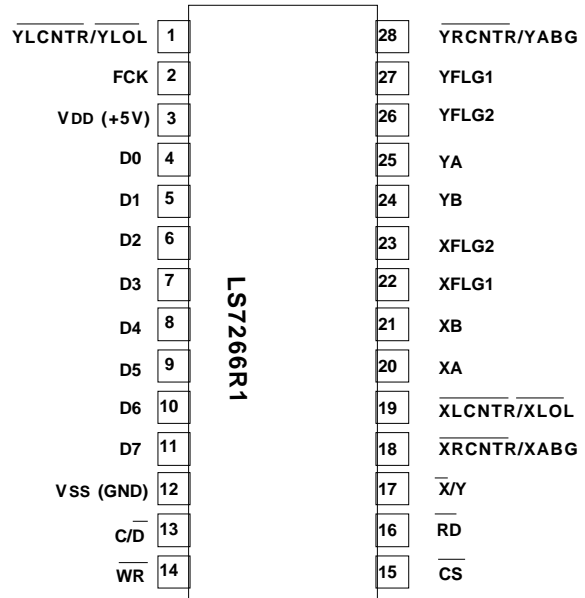 YLCNTR/YLOL 1 28 YRCNTR/YABG
FCK 2 27 YFLG1
VDD (+5V) 3 26 YFLG2
D0 4 25 YA
D1 5 24 YB
D2 6 23 XFLG2
D3 7 22 XFLG1
D4 8 21 XB
D5 9 20 XA
D6 10 19 XLCNTR/XLOL
D7 11 18 XRCNTR/XABG
VSS (GND) 12 17 X/Y
C/D 13 16 RD
WR 14 15 CS
LS7266R1